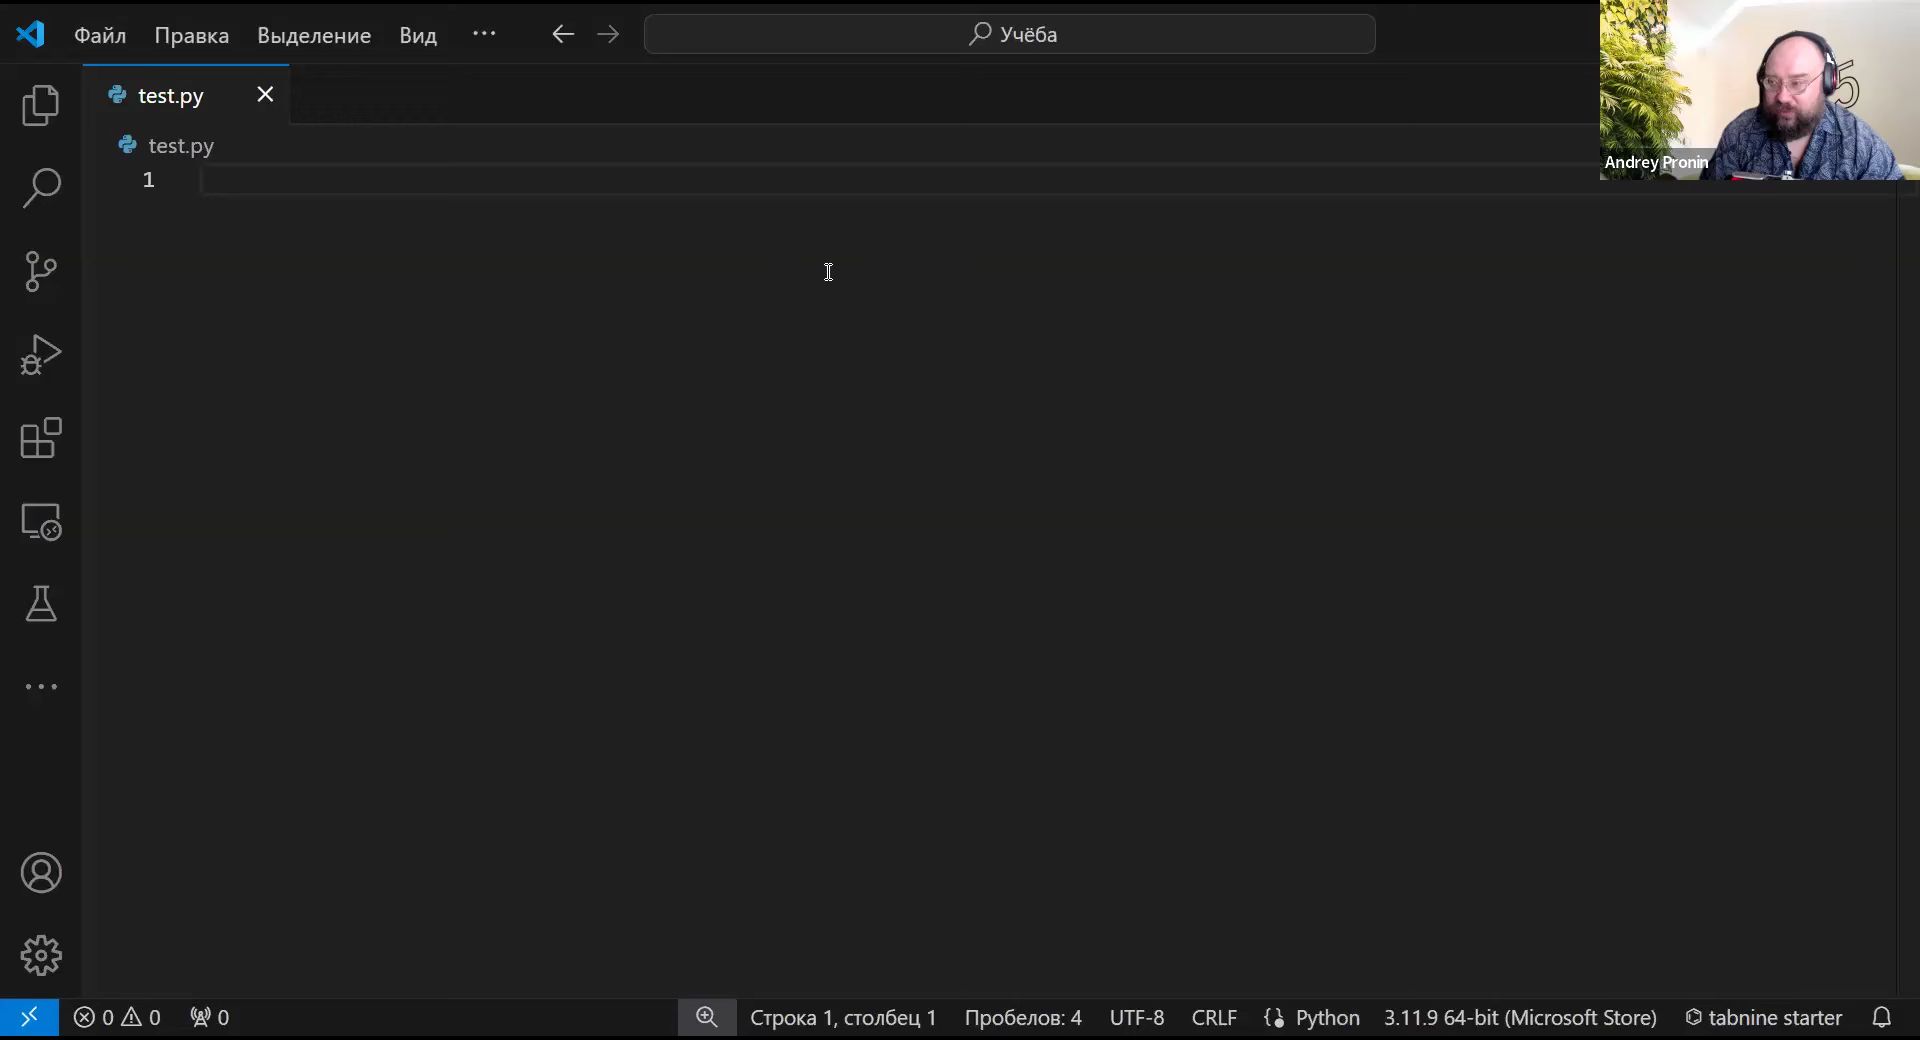 Файл Правка Выделение Вид ··· Учёба
test.py
test.py
1
5
Andrey Pronin
0 0 0 Строка 1, столбец 1 Пробелов: 4 UTF-8 CRLF Python 3.11.9 64-bit (Microsoft Store) tabnine starter